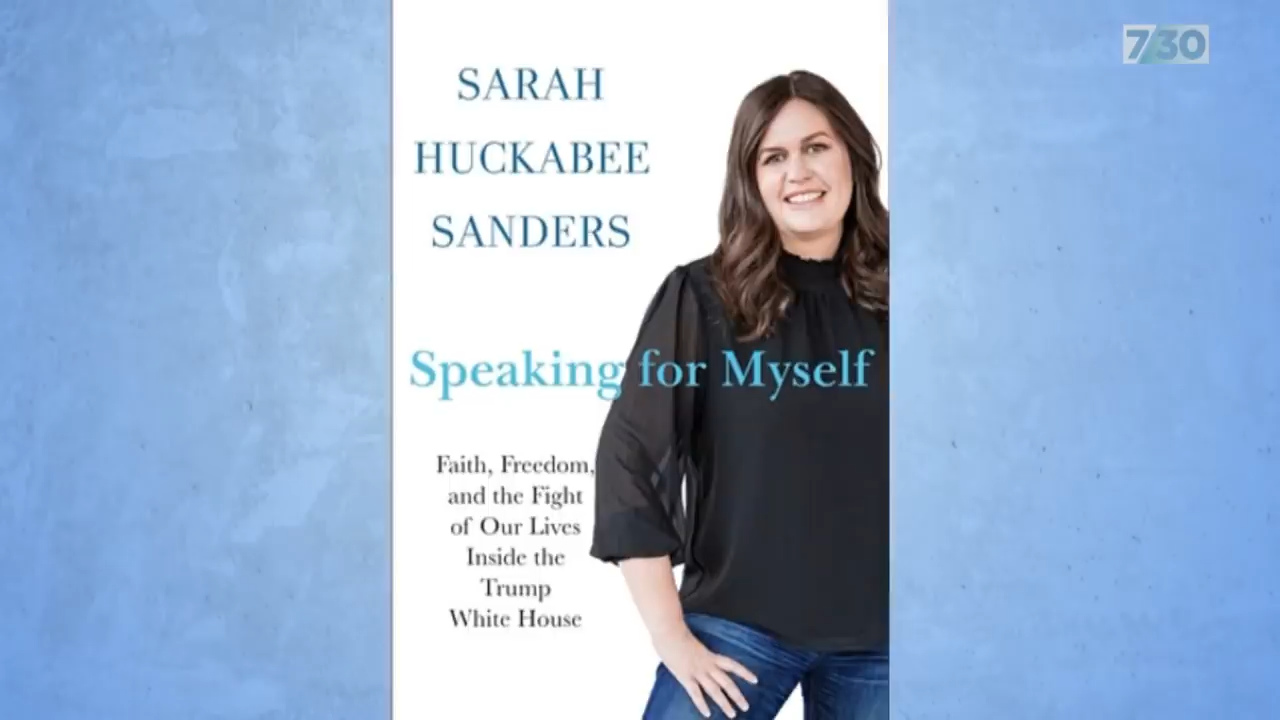 7/30
SARAH
HUCKABEE
SANDERS
Speaking for Myself
Faith, Freedom,
and the Fight
of Our Lives
Inside the
Trump
White House